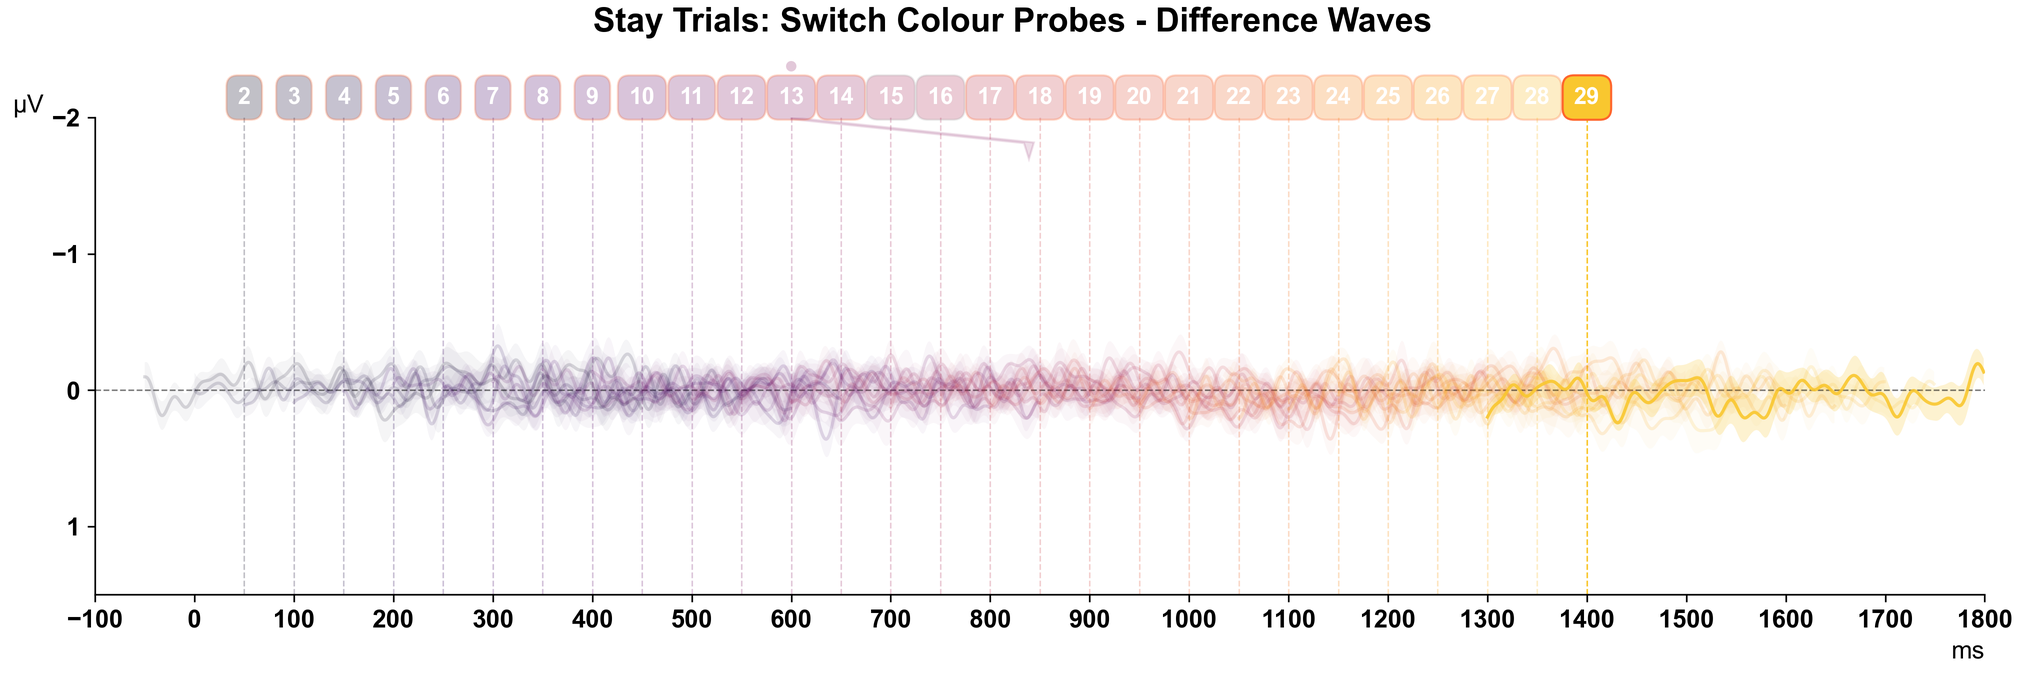 Stay Trials: Switch Colour Probes - Difference Waves
2 3 4 5 6 7 8 9 10 11 12 13 14 15 16 17 18 19 20 21 22 23 24 25 26 27 28 29
µV
−2
−1
0
1
−100 0 100 200 300 400 500 600 700 800 900 1000 1100 1200 1300 1400 1500 1600 1700 1800
ms